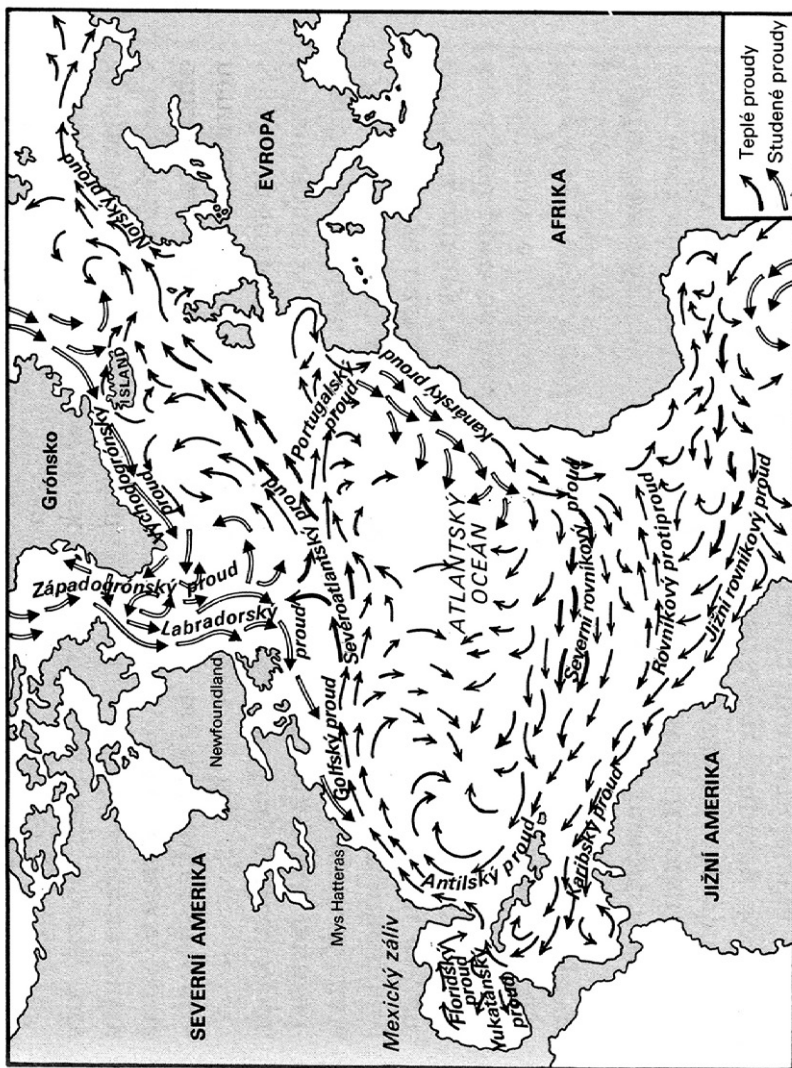 Grónsko
Východogrónský
proud
ISLAND
Norský proud
EVROPA
Západogrónský proud
Labradorský
proud
Newfoundland
SEVERNÍ AMERIKA
Golfský proud
Severoatlantský proud
Portugalský
proud
Kanárský proud
Mys Hatteras
ATLANTSKÝ
OCEÁN
AFRIKA
Mexický záliv
Antilský proud
Floridský
proud
Yukatánský
proud
Karibský proud
Severní rovníkový proud
Rovníkový protiproud
Jižní rovníkový proud
JIŽNÍ AMERIKA
Teplé proudy
Studené proudy